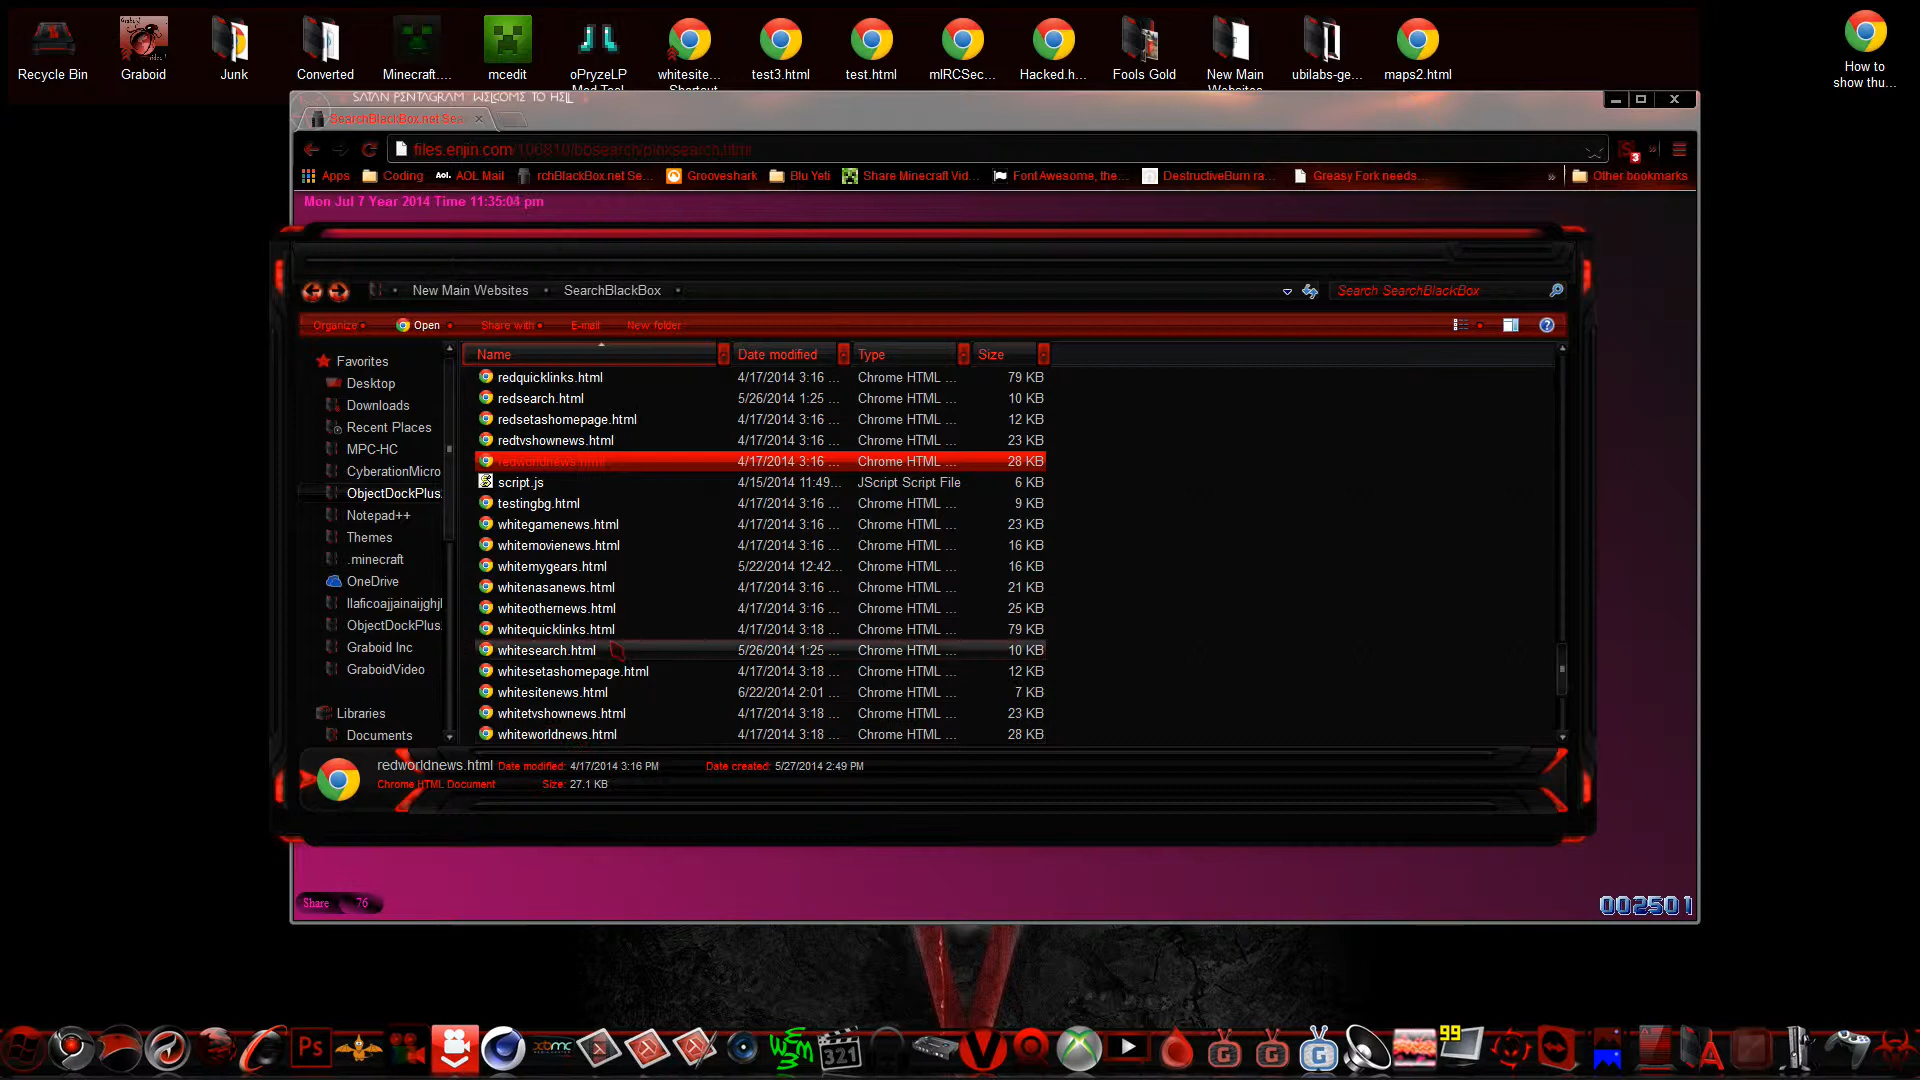 Recycle Bin
Graboid
Junk
Converted
Minecraft....
mcedit
oPryzeLP
Mod Tool
whitesite...
Shortcut
test3.html
test.html
mIRCSec...
Hacked.h...
Fools Gold
New Main
Websites
ubilabs-ge...
maps2.html
How to
show thu...
SATAN PENTAGRAM WELCOME TO HELL
SearchBlackBox.net Sea
files.enjin.com/106810/bbsearch/pinksearch.html
3
Apps
Coding
Aol. AOL Mail
rchBlackBox.net Se...
Grooveshark
Blu Yeti
Share Minecraft Vid...
Font Awesome, the...
DestructiveBurn ra...
Greasy Fork needs...
»
Other bookmarks
Mon Jul 7 Year 2014 Time 11:35:04 pm
New Main Websites
SearchBlackBox
Search SearchBlackBox
Organize
Open
Share with
E-mail
New folder
Favorites
Desktop
Downloads
Recent Places
MPC-HC
CyberationMicro
ObjectDockPlus
Notepad++
Themes
.minecraft
OneDrive
llaficoajjainaijghjl
ObjectDockPlus
Graboid Inc
GraboidVideo
Libraries
Documents
Name Date modified Type Size
redquicklinks.html 4/17/2014 3:16 ... Chrome HTML ... 79 KB
redsearch.html 5/26/2014 1:25 ... Chrome HTML ... 10 KB
redsetashomepage.html 4/17/2014 3:16 ... Chrome HTML ... 12 KB
redtvshownews.html 4/17/2014 3:16 ... Chrome HTML ... 23 KB
redworldnews.html 4/17/2014 3:16 ... Chrome HTML ... 28 KB
script.js 4/15/2014 11:49... JScript Script File 6 KB
testingbg.html 4/17/2014 3:16 ... Chrome HTML ... 9 KB
whitegamenews.html 4/17/2014 3:16 ... Chrome HTML ... 23 KB
whitemovienews.html 4/17/2014 3:16 ... Chrome HTML ... 16 KB
whitemygears.html 5/22/2014 12:42... Chrome HTML ... 16 KB
whitenasanews.html 4/17/2014 3:16 ... Chrome HTML ... 21 KB
whiteothernews.html 4/17/2014 3:16 ... Chrome HTML ... 25 KB
whitequicklinks.html 4/17/2014 3:18 ... Chrome HTML ... 79 KB
whitesearch.html 5/26/2014 1:25 ... Chrome HTML ... 10 KB
whitesetashomepage.html 4/17/2014 3:18 ... Chrome HTML ... 12 KB
whitesitenews.html 6/22/2014 2:01 ... Chrome HTML ... 7 KB
whitetvshownews.html 4/17/2014 3:18 ... Chrome HTML ... 23 KB
whiteworldnews.html 4/17/2014 3:18 ... Chrome HTML ... 28 KB
redworldnews.html Date modified: 4/17/2014 3:16 PM Date created: 5/27/2014 2:49 PM
Chrome HTML Document Size: 27.1 KB
Share 76
002501
Ps
xbmc
321
G
G
G
99
A